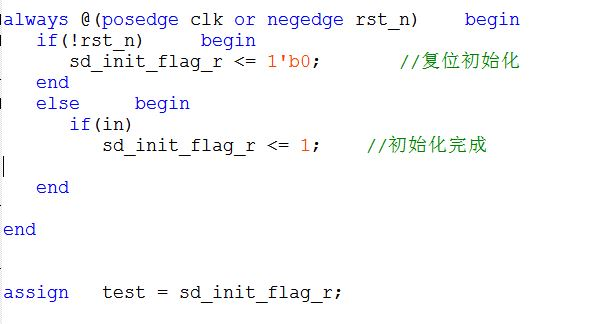 always @(posedge clk or negedge rst_n)    begin
if(!rst_n)    begin
sd_init_flag_r <= 1'b0;    //复位初始化
end
else    begin
if(in)
sd_init_flag_r <= 1;    //初始化完成
end
end
assign   test = sd_init_flag_r;